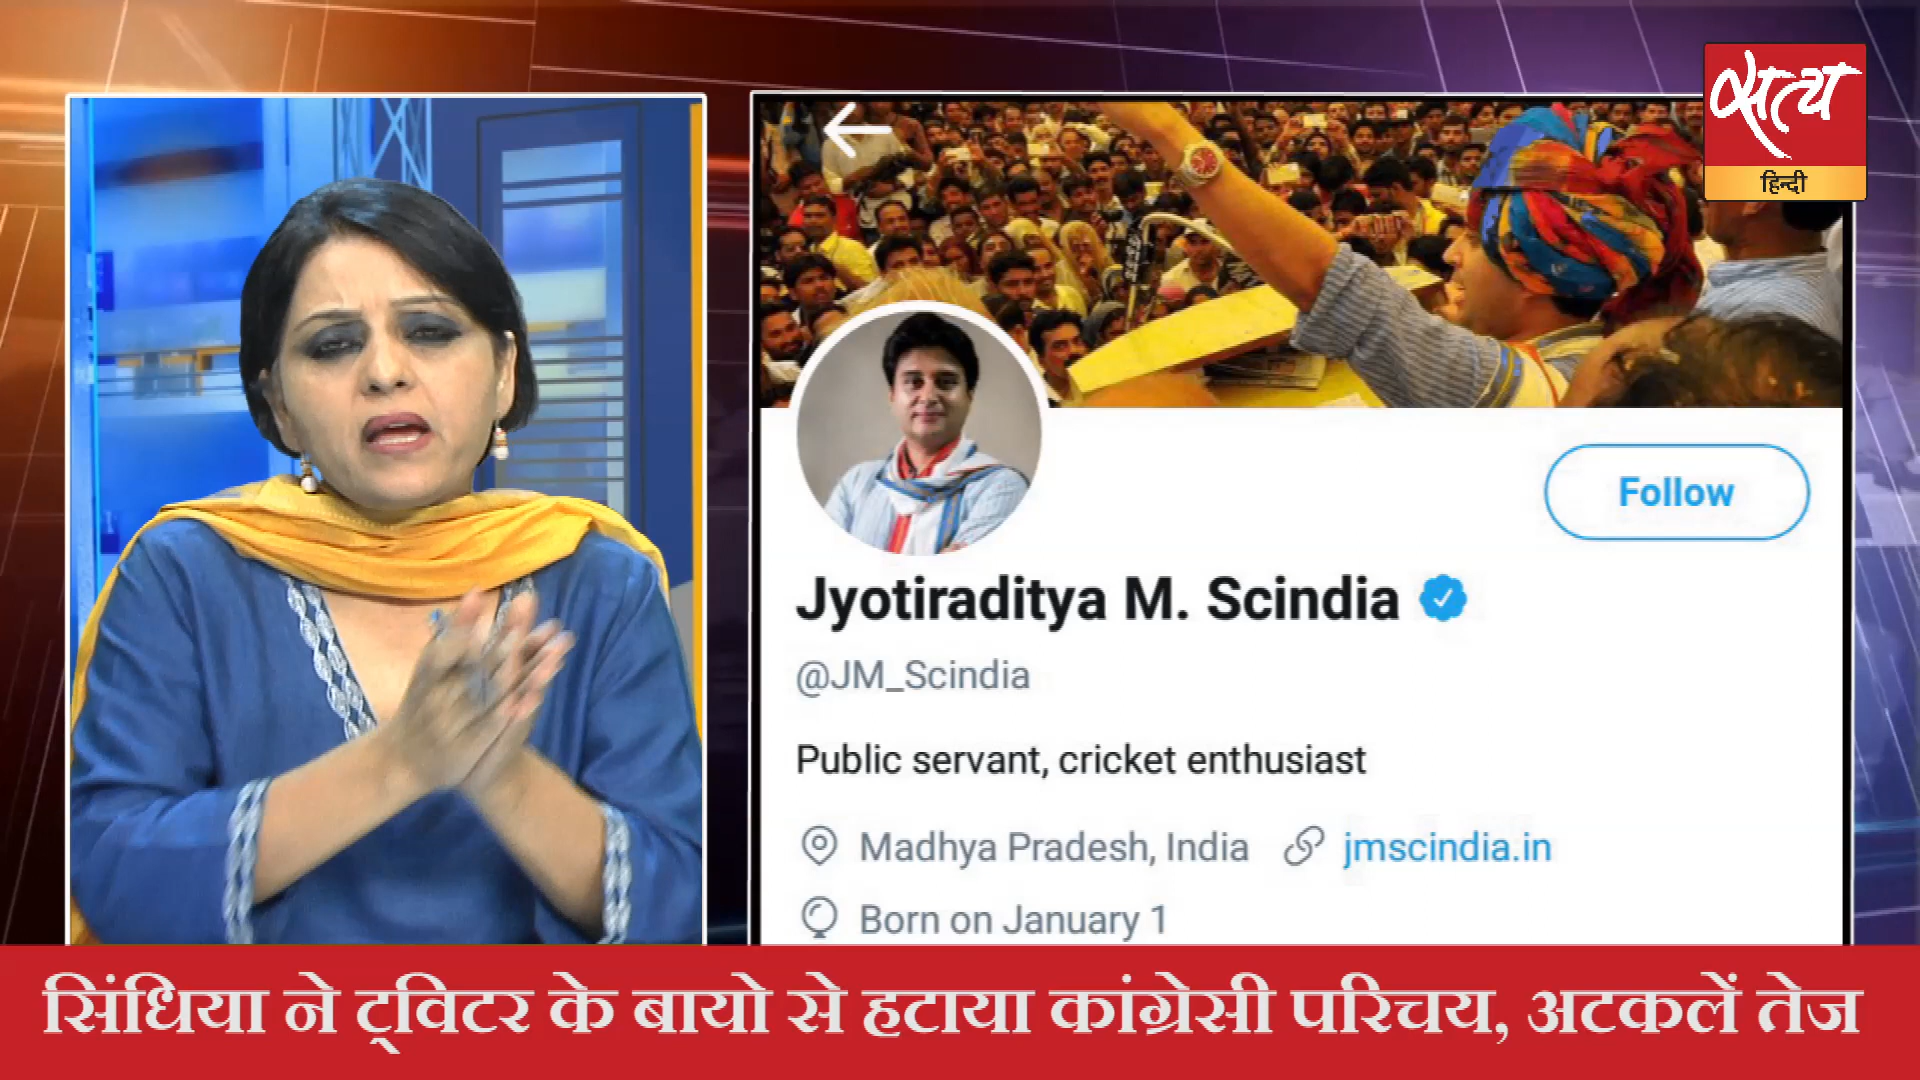 सत्य
हिन्दी
Follow
Jyotiraditya M. Scindia
@JM_Scindia
Public servant, cricket enthusiast
Madhya Pradesh, India jmscindia.in
Born on January 1
सिंधिया ने ट्विटर के बायो से हटाया कांग्रेसी परिचय, अटकलें तेज